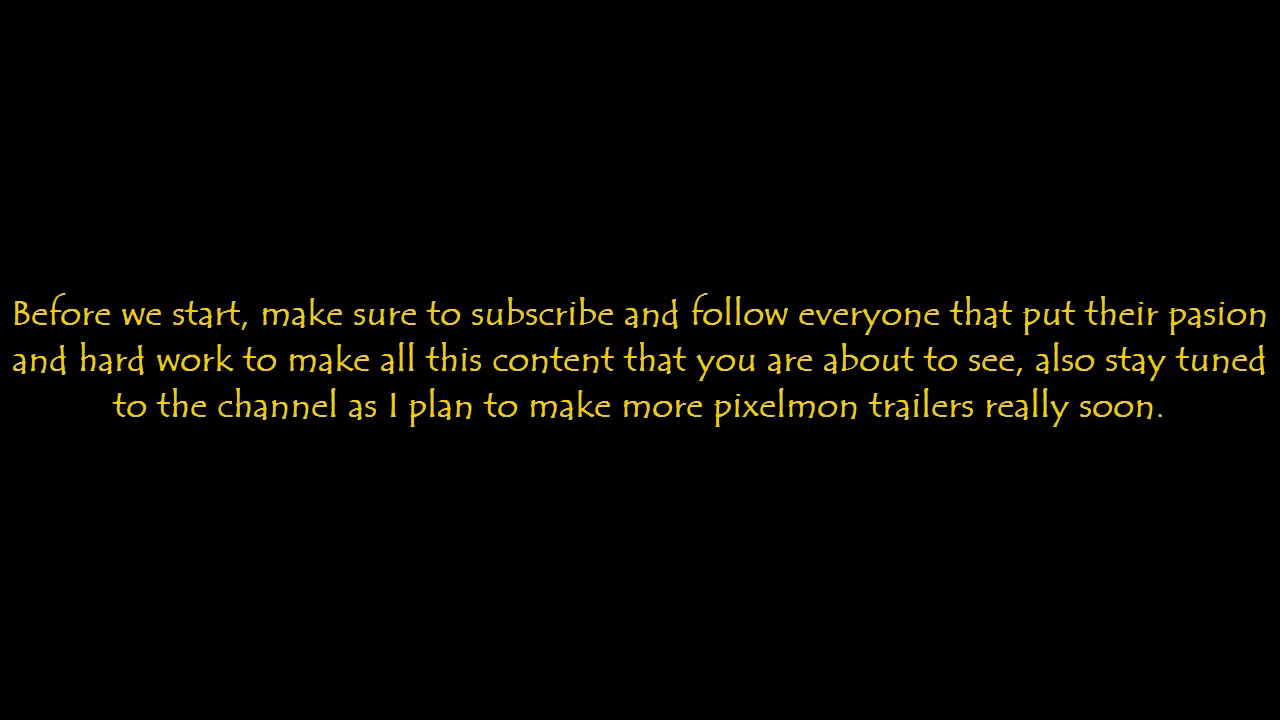 Before we start, make sure to subscribe and follow everyone that put their pasion
and hard work to make all this content that you are about to see, also stay tuned
to the channel as I plan to make more pixelmon trailers really soon.